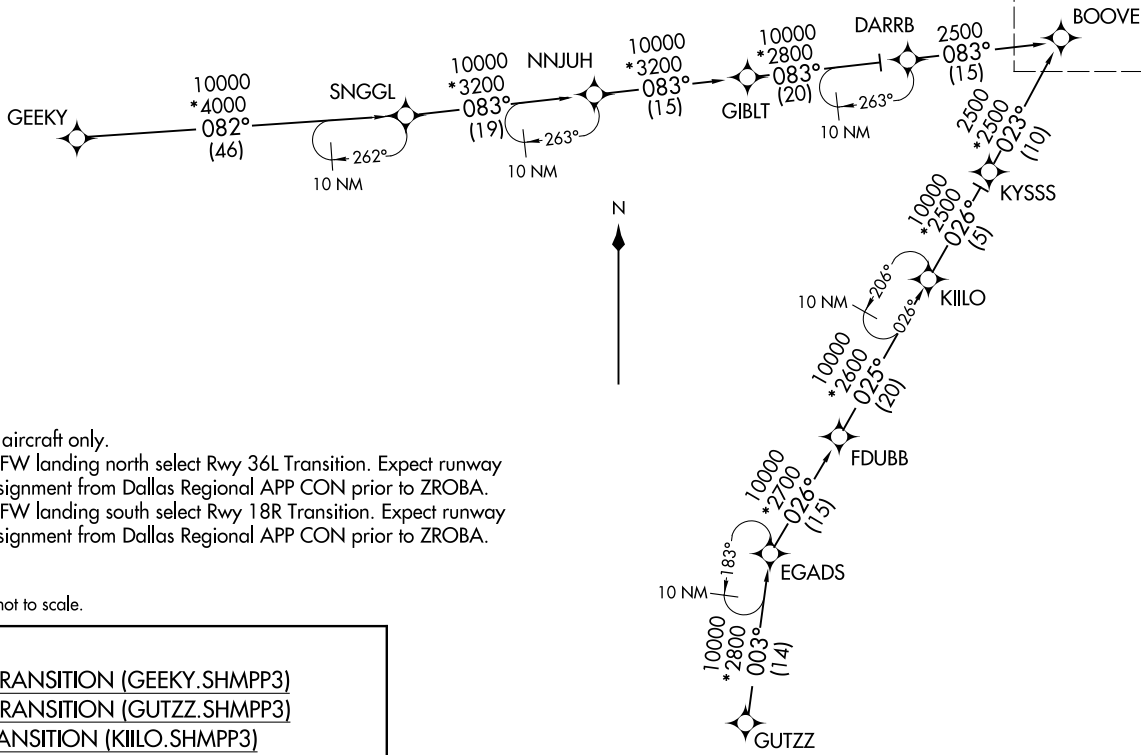 BOOVE
DARRB
2500
083°
(15)
10000
*2800
083°
(20)
263°
10 NM
GIBLT
NNJUH
10000
*3200
083°
(15)
10000
*3200
083°
(19)
263°
10 NM
SNGGL
10000
*4000
082°
(46)
262°
10 NM
GEEKY
2500
*2500
023°
(10)
KYSSS
10000
*2500
026°
(5)
N
KIILO
206°
026°
10 NM
10000
*2600
025°
(20)
FDUBB
10000
*2700
026°
(15)
EGADS
183°
10 NM
10000
*2800
003°
(14)
GUTZZ
aircraft only.
FW landing north select Rwy 36L Transition. Expect runway
signment from Dallas Regional APP CON prior to ZROBA.
FW landing south select Rwy 18R Transition. Expect runway
signment from Dallas Regional APP CON prior to ZROBA.
not to scale.
RANSITION (GEEKY.SHMPP3)
RANSITION (GUTZZ.SHMPP3)
ANSITION (KIILO.SHMPP3)